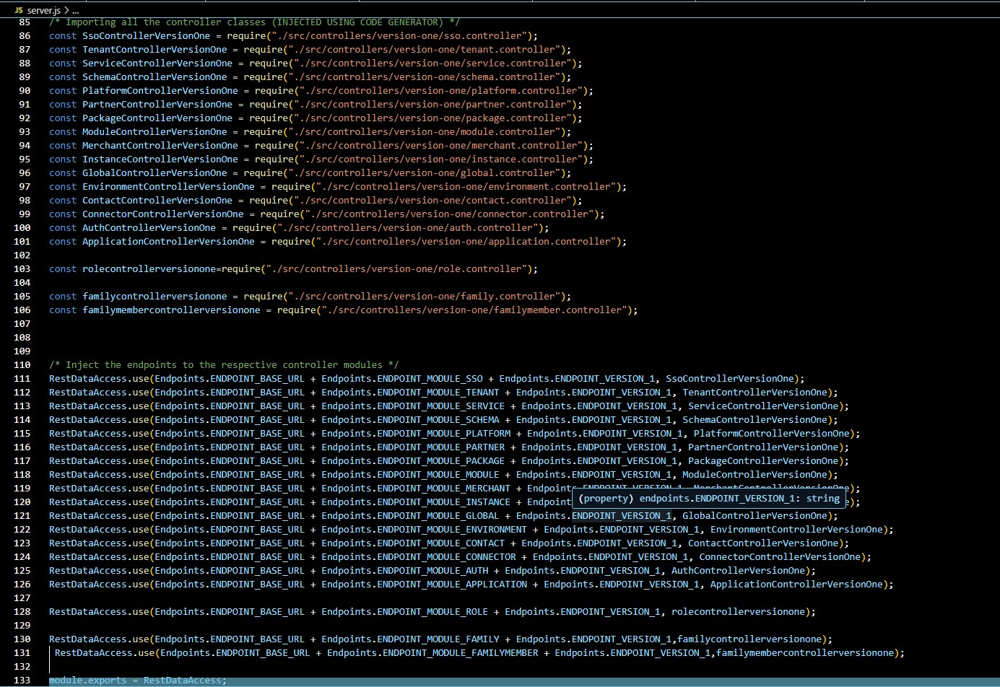 JS server.js > ...
85 /* Importing all the controller classes (INJECTED USING CODE GENERATOR) */
86 const SsoControllerVersionOne = require("./src/controllers/version-one/sso.controller");
87 const TenantControllerVersionOne = require("./src/controllers/version-one/tenant.controller");
88 const ServiceControllerVersionOne = require("./src/controllers/version-one/service.controller");
89 const SchemaControllerVersionOne = require("./src/controllers/version-one/schema.controller");
90 const PlatformControllerVersionOne = require("./src/controllers/version-one/platform.controller");
91 const PartnerControllerVersionOne = require("./src/controllers/version-one/partner.controller");
92 const PackageControllerVersionOne = require("./src/controllers/version-one/package.controller");
93 const ModuleControllerVersionOne = require("./src/controllers/version-one/module.controller");
94 const MerchantControllerVersionOne = require("./src/controllers/version-one/merchant.controller");
95 const InstanceControllerVersionOne = require("./src/controllers/version-one/instance.controller");
96 const GlobalControllerVersionOne = require("./src/controllers/version-one/global.controller");
97 const EnvironmentControllerVersionOne = require("./src/controllers/version-one/environment.controller");
98 const ContactControllerVersionOne = require("./src/controllers/version-one/contact.controller");
99 const ConnectorControllerVersionOne = require("./src/controllers/version-one/connector.controller");
100 const AuthControllerVersionOne = require("./src/controllers/version-one/auth.controller");
101 const ApplicationControllerVersionOne = require("./src/controllers/version-one/application.controller");
102
103 const rolecontrollerversionone=require("./src/controllers/version-one/role.controller");
104
105 const familycontrollerversionone = require("./src/controllers/version-one/family.controller");
106 const familymembercontrollerversionone = require("./src/controllers/version-one/familymember.controller");
107
108
109
110 /* Inject the endpoints to the respective controller modules */
111 RestDataAccess.use(Endpoints.ENDPOINT_BASE_URL + Endpoints.ENDPOINT_MODULE_SSO + Endpoints.ENDPOINT_VERSION_1, SsoControllerVersionOne);
112 RestDataAccess.use(Endpoints.ENDPOINT_BASE_URL + Endpoints.ENDPOINT_MODULE_TENANT + Endpoints.ENDPOINT_VERSION_1, TenantControllerVersionOne);
113 RestDataAccess.use(Endpoints.ENDPOINT_BASE_URL + Endpoints.ENDPOINT_MODULE_SERVICE + Endpoints.ENDPOINT_VERSION_1, ServiceControllerVersionOne);
114 RestDataAccess.use(Endpoints.ENDPOINT_BASE_URL + Endpoints.ENDPOINT_MODULE_SCHEMA + Endpoints.ENDPOINT_VERSION_1, SchemaControllerVersionOne);
115 RestDataAccess.use(Endpoints.ENDPOINT_BASE_URL + Endpoints.ENDPOINT_MODULE_PLATFORM + Endpoints.ENDPOINT_VERSION_1, PlatformControllerVersionOne);
116 RestDataAccess.use(Endpoints.ENDPOINT_BASE_URL + Endpoints.ENDPOINT_MODULE_PARTNER + Endpoints.ENDPOINT_VERSION_1, PartnerControllerVersionOne);
117 RestDataAccess.use(Endpoints.ENDPOINT_BASE_URL + Endpoints.ENDPOINT_MODULE_PACKAGE + Endpoints.ENDPOINT_VERSION_1, PackageControllerVersionOne);
118 RestDataAccess.use(Endpoints.ENDPOINT_BASE_URL + Endpoints.ENDPOINT_MODULE_MODULE + Endpoints.ENDPOINT_VERSION_1, ModuleControllerVersionOne);
119 RestDataAccess.use(Endpoints.ENDPOINT_BASE_URL + Endpoints.ENDPOINT_MODULE_MERCHANT + Endpoints.ENDPOINT_VERSION_1, MerchantControllerVersionOne);
120 RestDataAccess.use(Endpoints.ENDPOINT_BASE_URL + Endpoints.ENDPOINT_MODULE_INSTANCE + Endpoint e);
(property) endpoints.ENDPOINT_VERSION_1: string
121 RestDataAccess.use(Endpoints.ENDPOINT_BASE_URL + Endpoints.ENDPOINT_MODULE_GLOBAL + Endpoints.ENDPOINT_VERSION_1, GlobalControllerVersionOne);
122 RestDataAccess.use(Endpoints.ENDPOINT_BASE_URL + Endpoints.ENDPOINT_MODULE_ENVIRONMENT + Endpoints.ENDPOINT_VERSION_1, EnvironmentControllerVersionOne);
123 RestDataAccess.use(Endpoints.ENDPOINT_BASE_URL + Endpoints.ENDPOINT_MODULE_CONTACT + Endpoints.ENDPOINT_VERSION_1, ContactControllerVersionOne);
124 RestDataAccess.use(Endpoints.ENDPOINT_BASE_URL + Endpoints.ENDPOINT_MODULE_CONNECTOR + Endpoints.ENDPOINT_VERSION_1, ConnectorControllerVersionOne);
125 RestDataAccess.use(Endpoints.ENDPOINT_BASE_URL + Endpoints.ENDPOINT_MODULE_AUTH + Endpoints.ENDPOINT_VERSION_1, AuthControllerVersionOne);
126 RestDataAccess.use(Endpoints.ENDPOINT_BASE_URL + Endpoints.ENDPOINT_MODULE_APPLICATION + Endpoints.ENDPOINT_VERSION_1, ApplicationControllerVersionOne);
127
128 RestDataAccess.use(Endpoints.ENDPOINT_BASE_URL + Endpoints.ENDPOINT_MODULE_ROLE + Endpoints.ENDPOINT_VERSION_1, rolecontrollerversionone);
129
130 RestDataAccess.use(Endpoints.ENDPOINT_BASE_URL + Endpoints.ENDPOINT_MODULE_FAMILY + Endpoints.ENDPOINT_VERSION_1,familycontrollerversionone);
131 RestDataAccess.use(Endpoints.ENDPOINT_BASE_URL + Endpoints.ENDPOINT_MODULE_FAMILYMEMBER + Endpoints.ENDPOINT_VERSION_1,familymembercontrollerversionone);
132
133 module.exports = RestDataAccess;